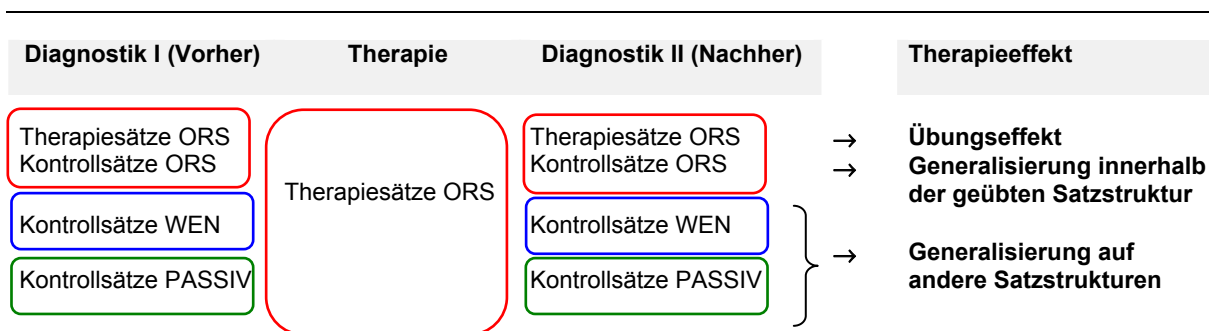 Diagnostik I (Vorher) Therapie Diagnostik II (Nachher) Therapieeffekt
Therapiesätze ORS Therapiesätze ORS → Übungseffekt
Kontrollsätze ORS Kontrollsätze ORS → Generalisierung innerhalb
der geübten Satzstruktur
Therapiesätze ORS
Kontrollsätze WEN Kontrollsätze WEN
→ Generalisierung auf
Kontrollsätze PASSIV Kontrollsätze PASSIV andere Satzstrukturen